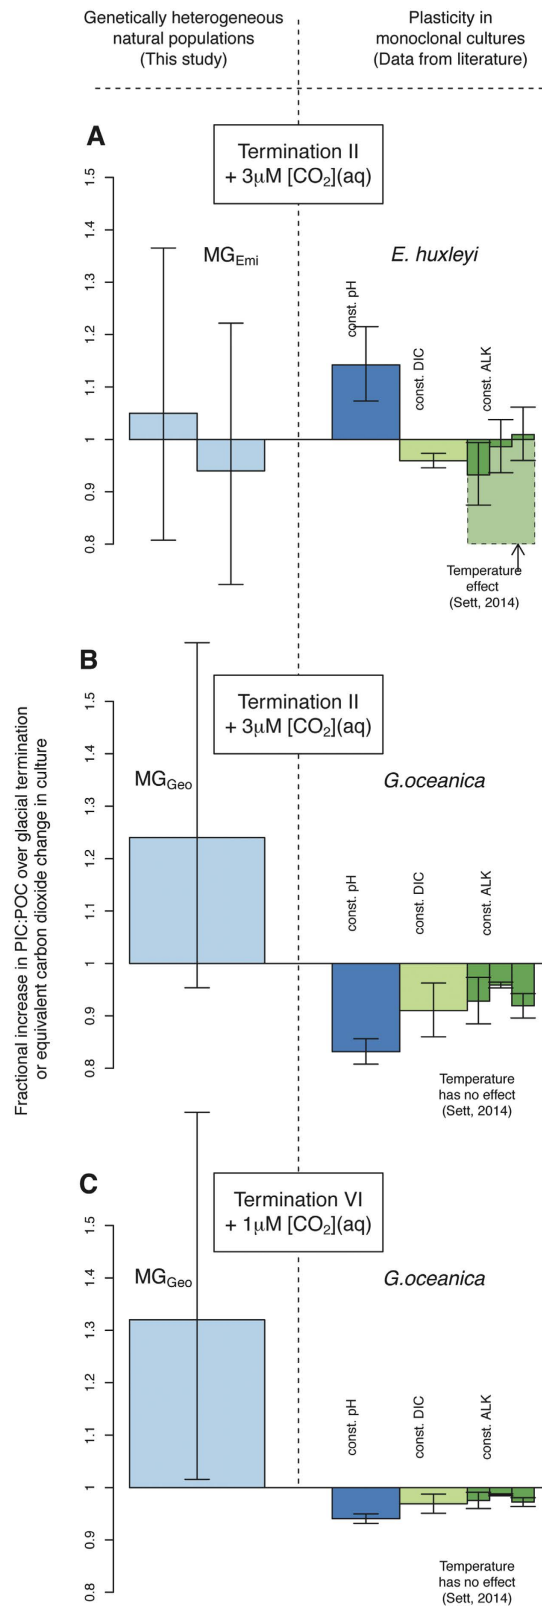 Genetically heterogeneous
natural populations
(This study)
Plasticity in
monoclonal cultures
(Data from literature)
A
Termination II
+ 3μM [CO₂](aq)
1.5
1.4
1.3
1.2
1.1
1
0.9
0.8
MG_Emi
E. huxleyi
const. pH
const. DIC
const. ALK
Temperature
effect
(Sett, 2014)
Fractional increase in PIC:POC over glacial termination
or equivalent carbon dioxide change in culture
B
Termination II
+ 3μM [CO₂](aq)
1.5
1.4
1.3
1.2
1.1
1
0.9
0.8
MG_Geo
G.oceanica
const. pH
const. DIC
const. ALK
Temperature
has no effect
(Sett, 2014)
C
Termination VI
+ 1μM [CO₂](aq)
1.5
1.4
1.3
1.2
1.1
1
0.9
0.8
MG_Geo
G.oceanica
const. pH
const. DIC
const. ALK
Temperature
has no effect
(Sett, 2014)